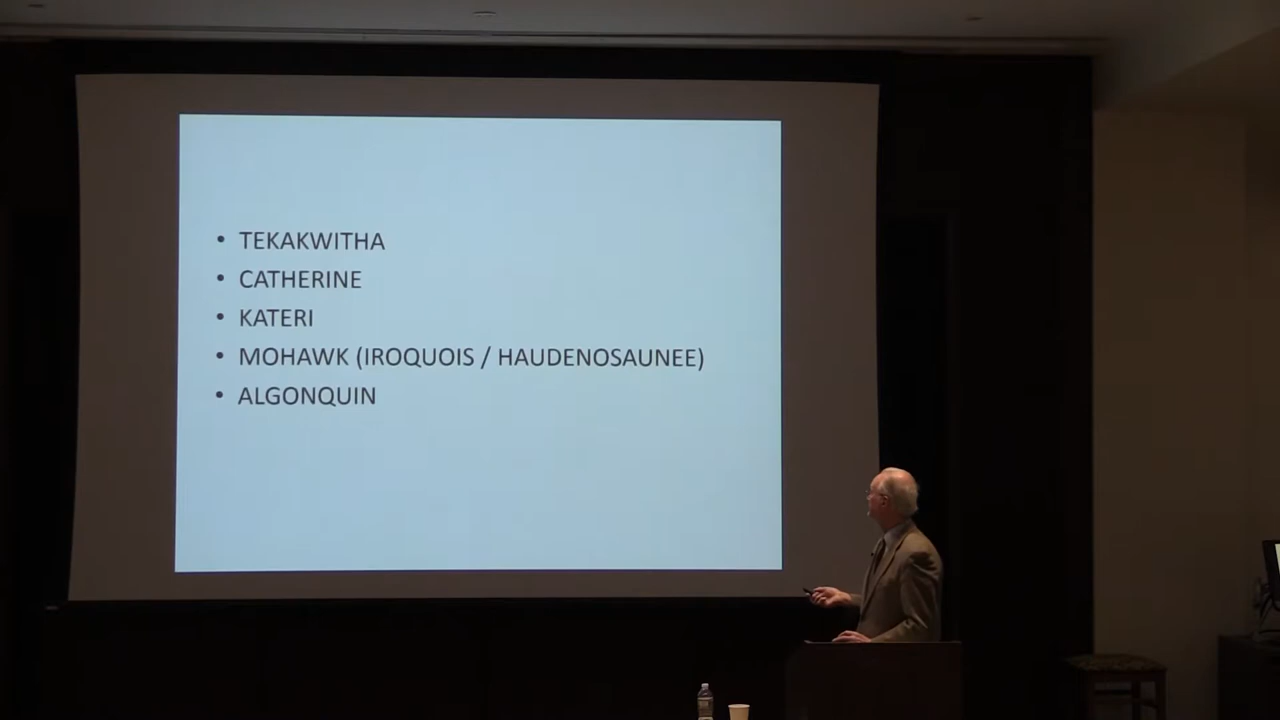 • TEKAKWITHA
• CATHERINE
• KATERI
• MOHAWK (IROQUOIS / HAUDENOSAUNEE)
• ALGONQUIN